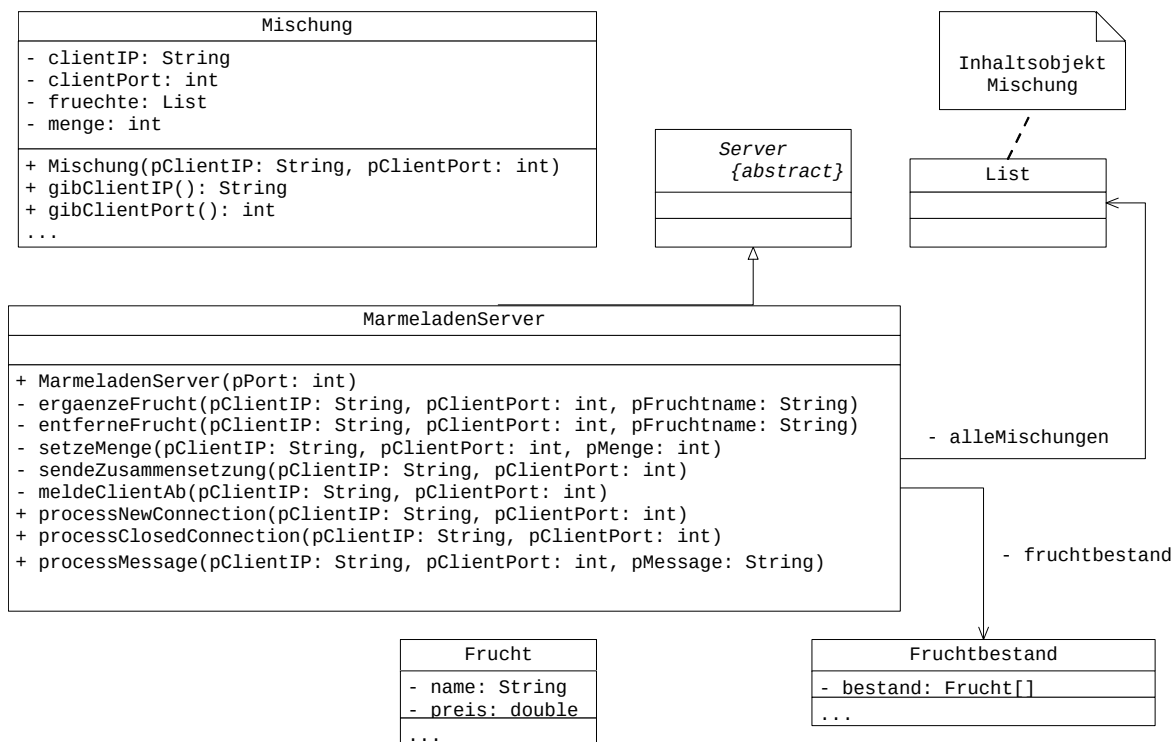 Mischung
- clientIP: String
- clientPort: int
- fruechte: List
- menge: int
+ Mischung(pClientIP: String, pClientPort: int)
+ gibClientIP(): String
+ gibClientPort(): int
...
Inhaltsobjekt
Mischung
Server
{abstract}
List
MarmeladenServer
+ MarmeladenServer(pPort: int)
- ergaenzeFrucht(pClientIP: String, pClientPort: int, pFruchtname: String)
- entferneFrucht(pClientIP: String, pClientPort: int, pFruchtname: String)
- setzeMenge(pClientIP: String, pClientPort: int, pMenge: int)
- sendeZusammensetzung(pClientIP: String, pClientPort: int)
- meldeClientAb(pClientIP: String, pClientPort: int)
+ processNewConnection(pClientIP: String, pClientPort: int)
+ processClosedConnection(pClientIP: String, pClientPort: int)
+ processMessage(pClientIP: String, pClientPort: int, pMessage: String)
- alleMischungen
- fruchtbestand
Frucht
- name: String
- preis: double
...
Fruchtbestand
- bestand: Frucht[]
...